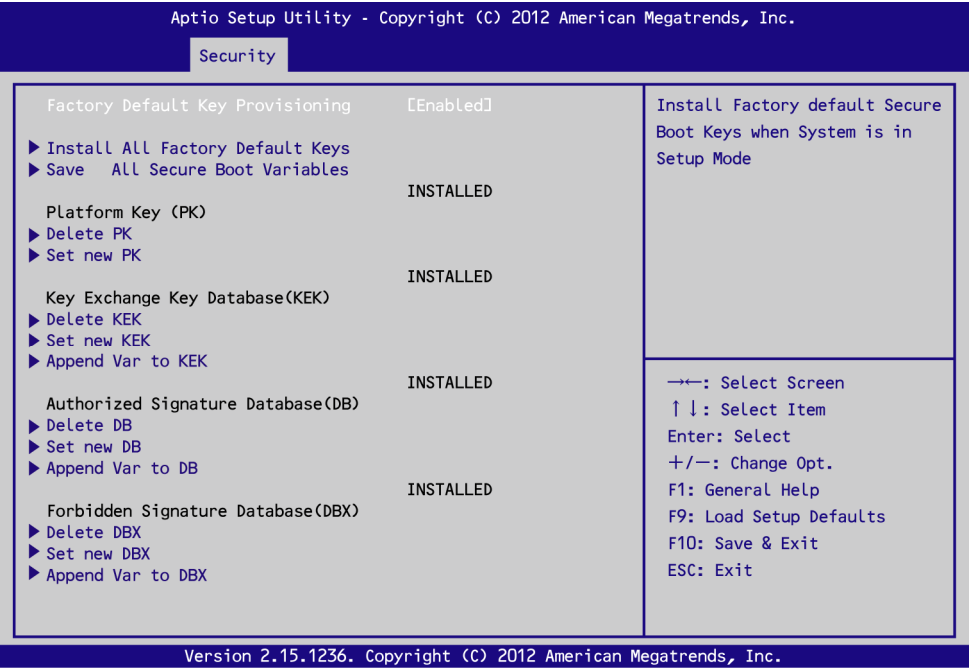 Aptio Setup Utility - Copyright (C) 2012 American Megatrends, Inc.
Security
Factory Default Key Provisioning [Enabled]
Install All Factory Default Keys
Save All Secure Boot Variables
INSTALLED
Platform Key (PK)
Delete PK
Set new PK
INSTALLED
Key Exchange Key Database(KEK)
Delete KEK
Set new KEK
Append Var to KEK
INSTALLED
Authorized Signature Database(DB)
Delete DB
Set new DB
Append Var to DB
INSTALLED
Forbidden Signature Database(DBX)
Delete DBX
Set new DBX
Append Var to DBX
Install Factory default Secure
Boot Keys when System is in
Setup Mode
→←: Select Screen
↑↓: Select Item
Enter: Select
+/-: Change Opt.
F1: General Help
F9: Load Setup Defaults
F10: Save & Exit
ESC: Exit
Version 2.15.1236. Copyright (C) 2012 American Megatrends, Inc.